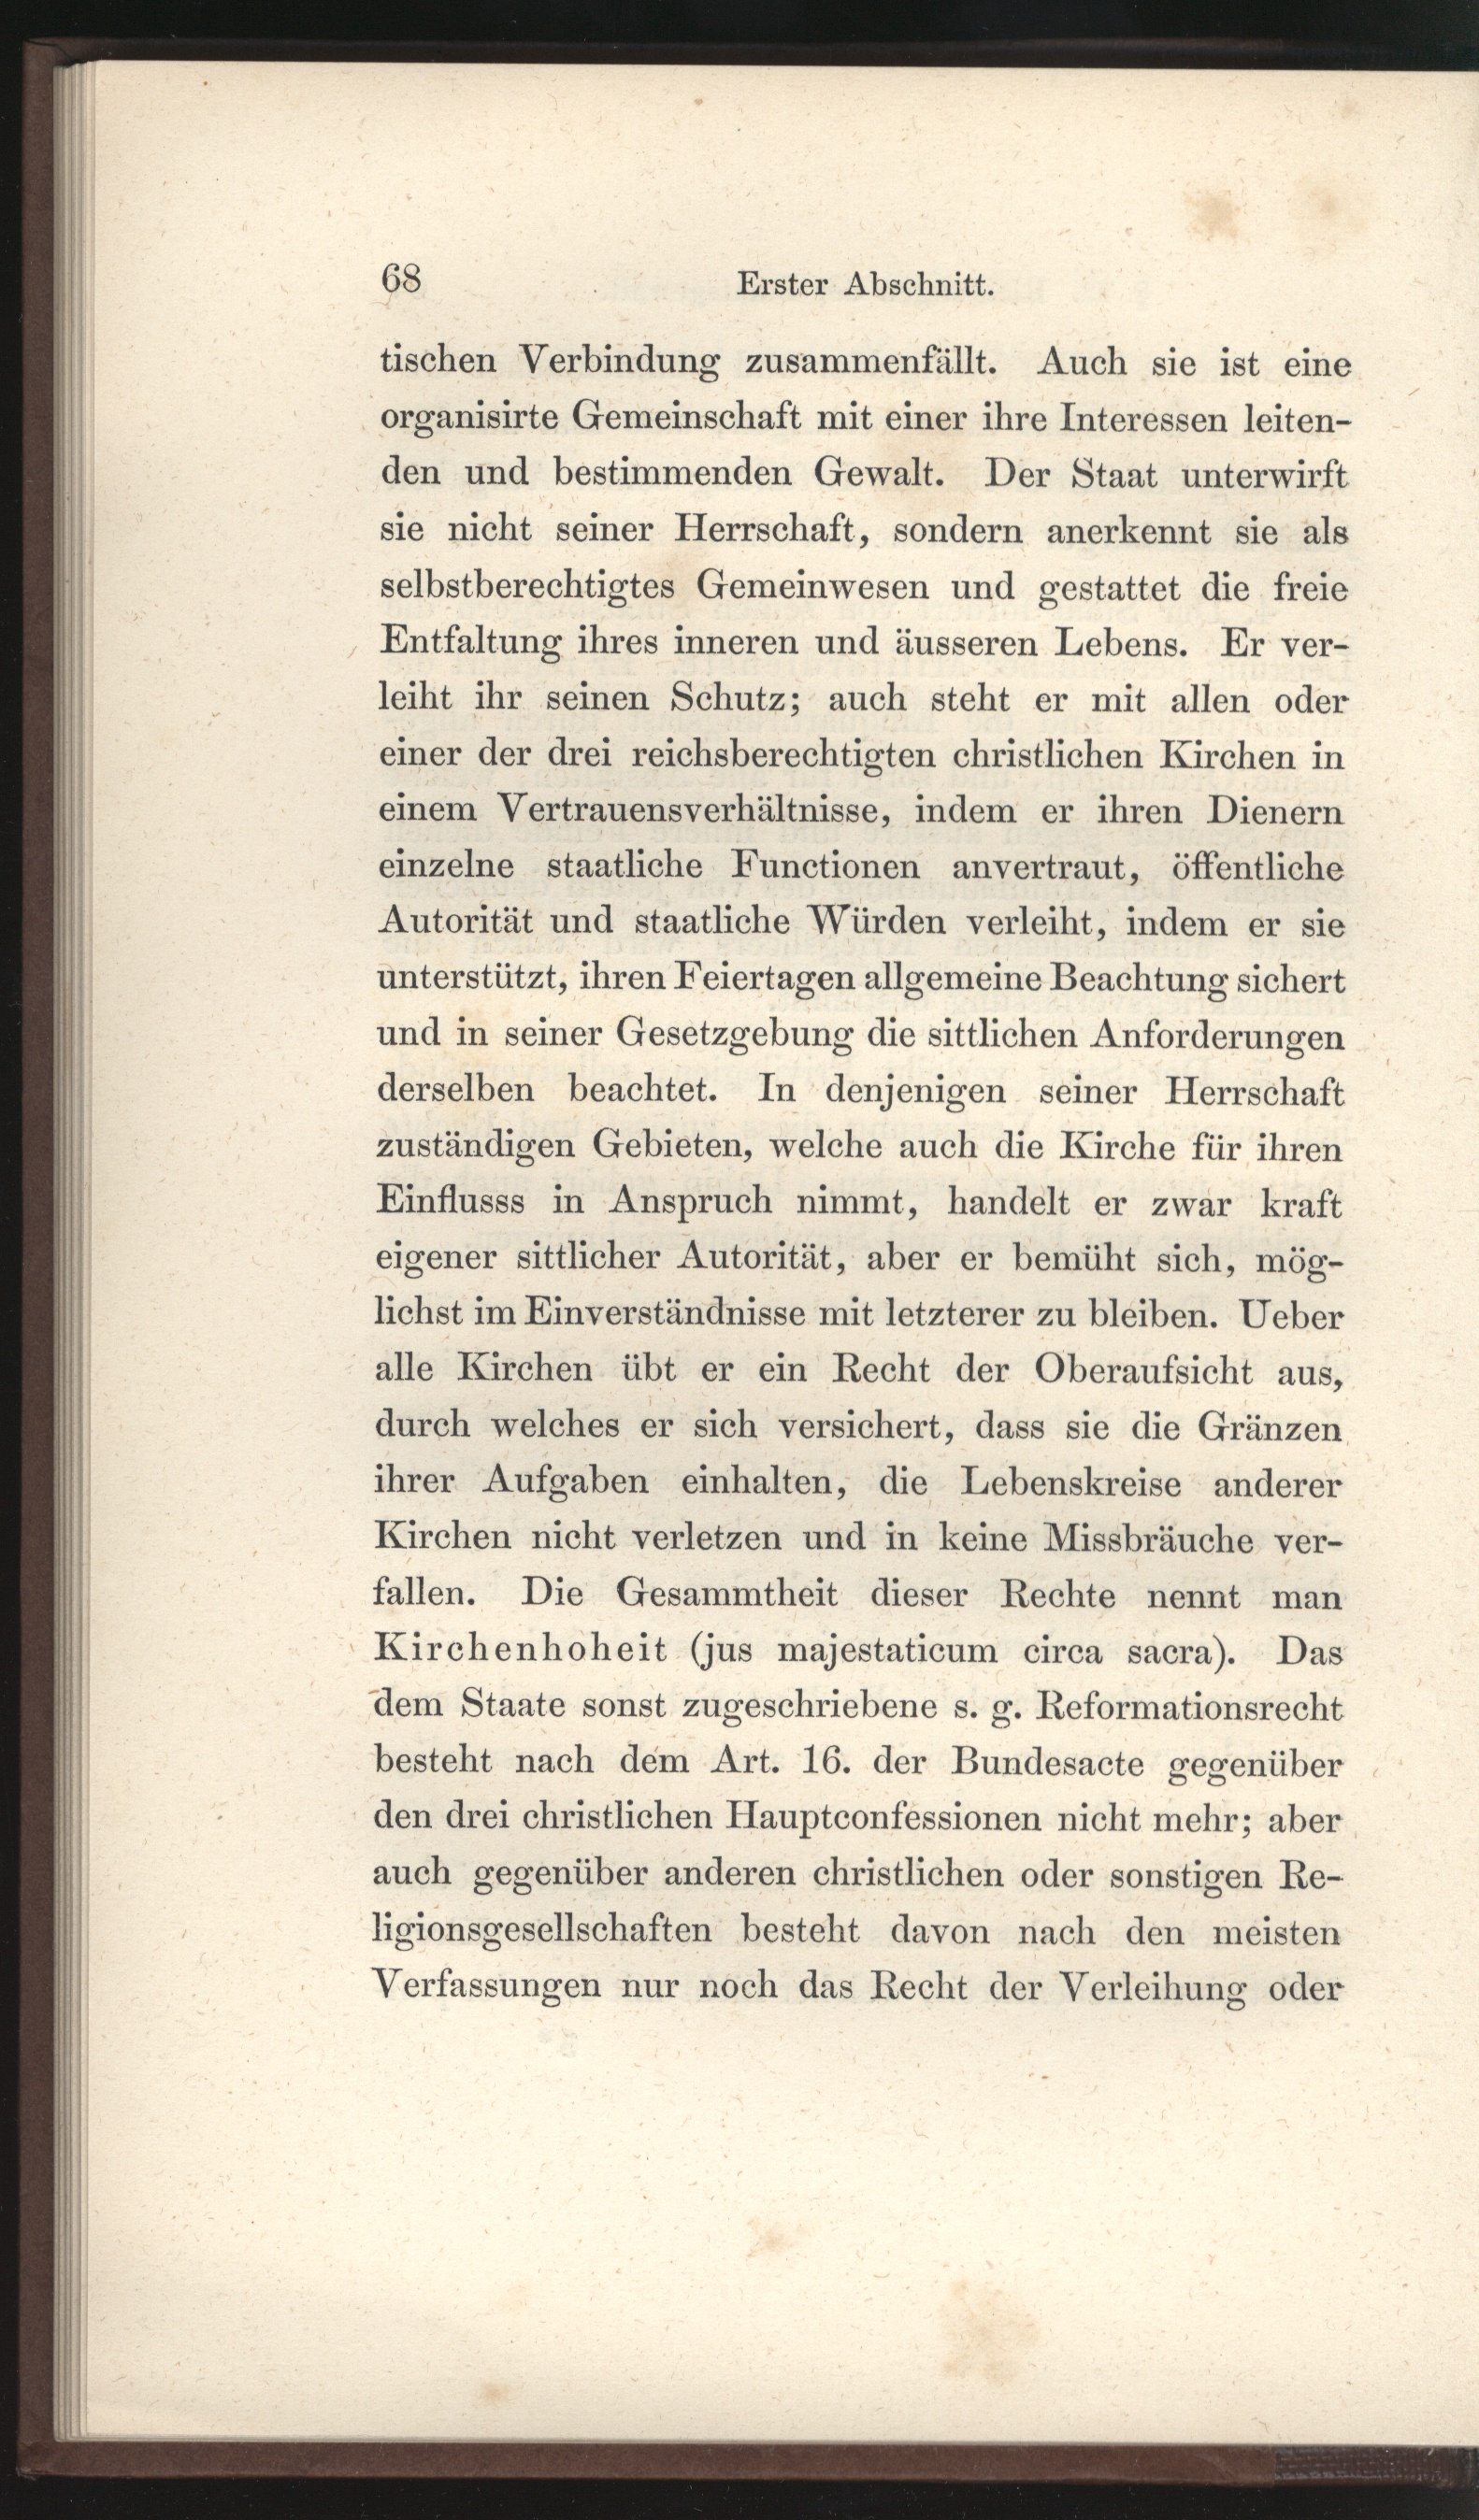 68 Erster Abschnitt.
tischen Verbindung zusammenfällt. Auch sie ist eine
organisirte Gemeinschaft mit einer ihre Interessen leiten-
den und bestimmenden Gewalt. Der Staat unterwirft
sie nicht seiner Herrschaft, sondern anerkennt sie als
selbstberechtigtes Gemeinwesen und gestattet die freie
Entfaltung ihres inneren und äusseren Lebens. Er ver-
leiht ihr seinen Schutz; auch steht er mit allen oder
einer der drei reichsberechtigten christlichen Kirchen in
einem Vertrauensverhältnisse, indem er ihren Dienern
einzelne staatliche Functionen anvertraut, öffentliche
Autorität und staatliche Würden verleiht, indem er sie
unterstützt, ihren Feiertagen allgemeine Beachtung sichert
und in seiner Gesetzgebung die sittlichen Anforderungen
derselben beachtet. In denjenigen seiner Herrschaft
zuständigen Gebieten, welche auch die Kirche für ihren
Einflusss in Anspruch nimmt, handelt er zwar kraft
eigener sittlicher Autorität, aber er bemüht sich, mög-
lichst im Einverständnisse mit letzterer zu bleiben. Ueber
alle Kirchen übt er ein Recht der Oberaufsicht aus,
durch welches er sich versichert, dass sie die Gränzen
ihrer Aufgaben einhalten, die Lebenskreise anderer
Kirchen nicht verletzen und in keine Missbräuche ver-
fallen. Die Gesammtheit dieser Rechte nennt man
Kirchenhoheit (jus majestaticum circa sacra). Das
dem Staate sonst zugeschriebene s. g. Reformationsrecht
besteht nach dem Art. 16. der Bundesacte gegenüber
den drei christlichen Hauptconfessionen nicht mehr; aber
auch gegenüber anderen christlichen oder sonstigen Re-
ligionsgesellschaften besteht davon nach den meisten
Verfassungen nur noch das Recht der Verleihung oder